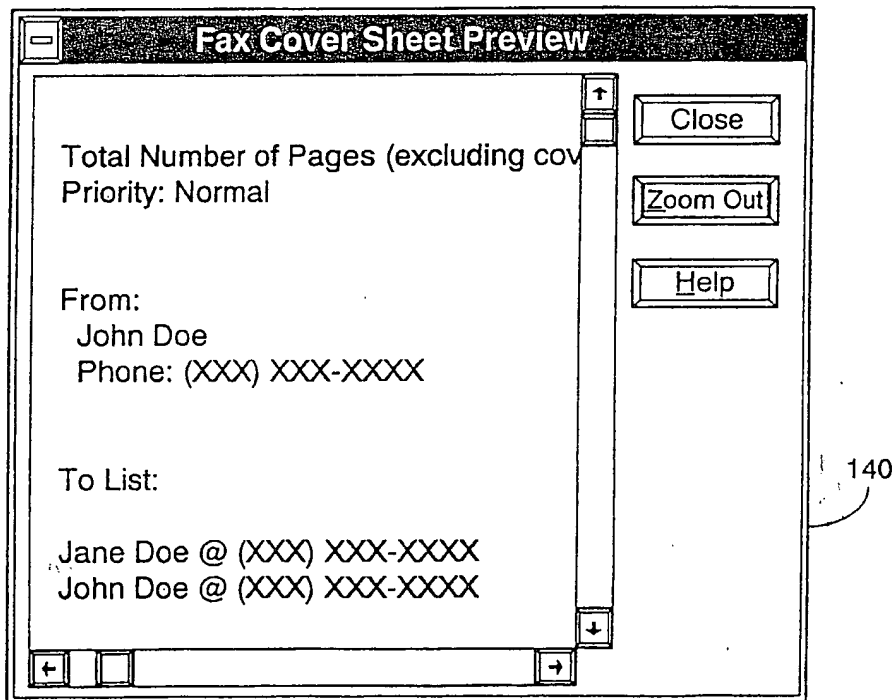 Fax Cover Sheet Preview
Total Number of Pages (excluding cov
Priority: Normal
From:
John Doe
Phone: (XXX) XXX-XXXX
To List:
Jane Doe @ (XXX) XXX-XXXX
John Doe @ (XXX) XXX-XXXX
Close
Zoom Out
Help
140